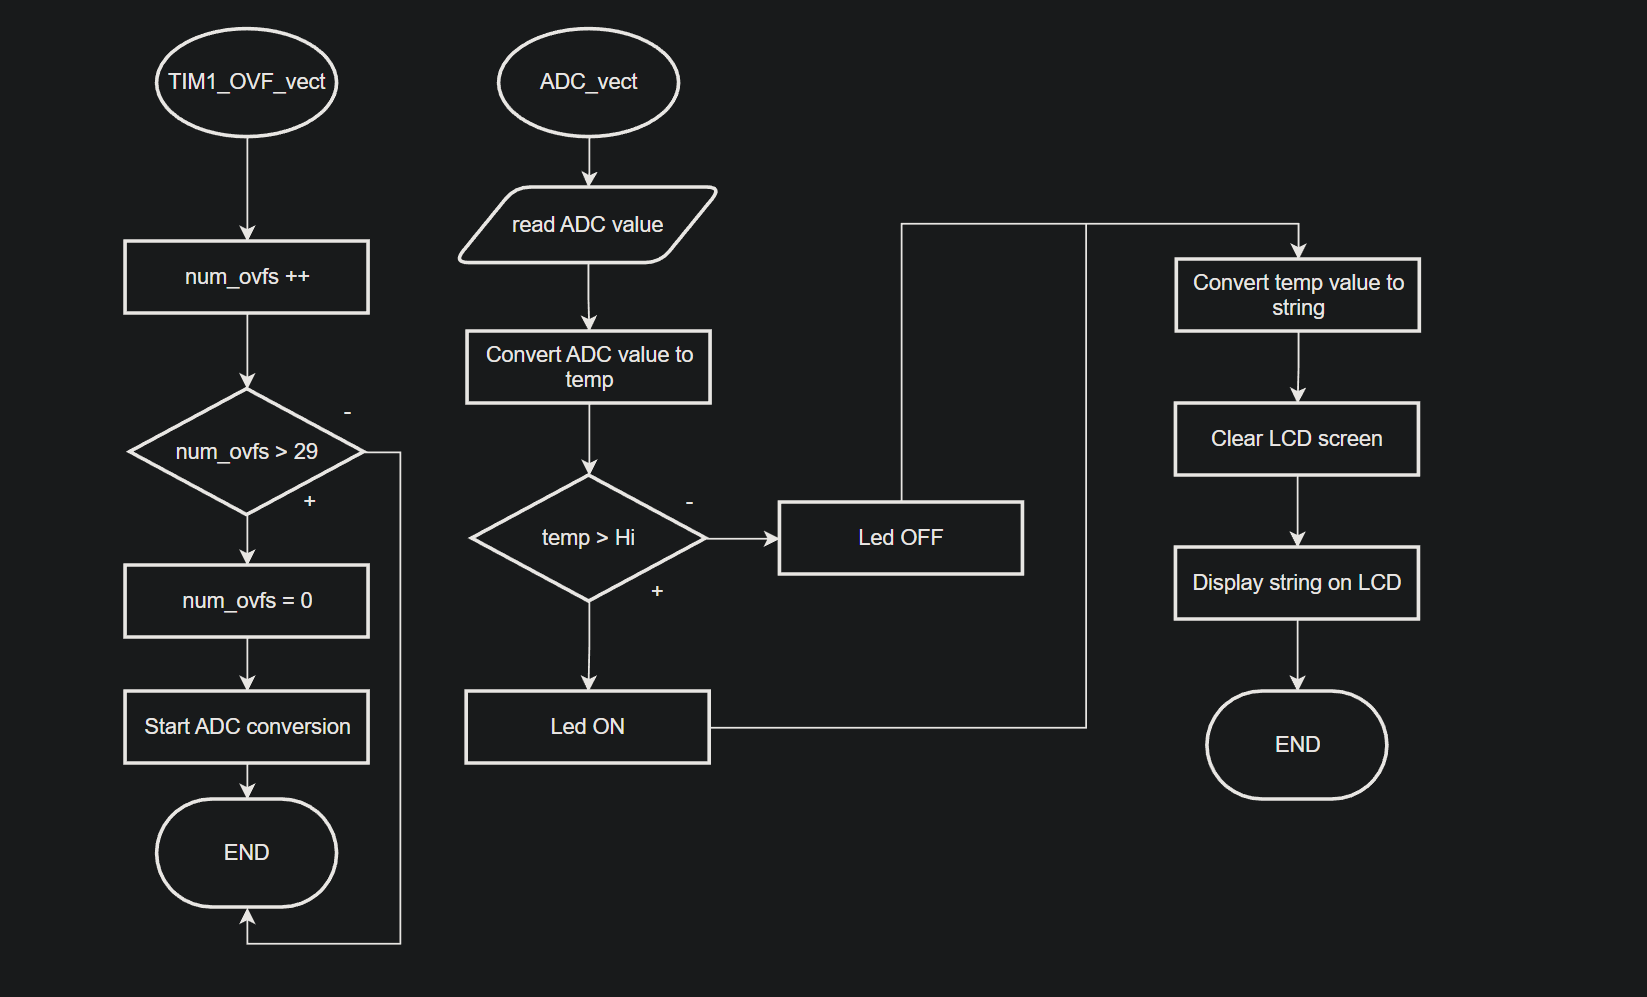 TIM1_OVF_vect
num_ovfs ++
num_ovfs > 29
-
+
num_ovfs = 0
Start ADC conversion
END
ADC_vect
read ADC value
Convert ADC value to
temp
temp > Hi
-
+
Led OFF
Led ON
Convert temp value to
string
Clear LCD screen
Display string on LCD
END